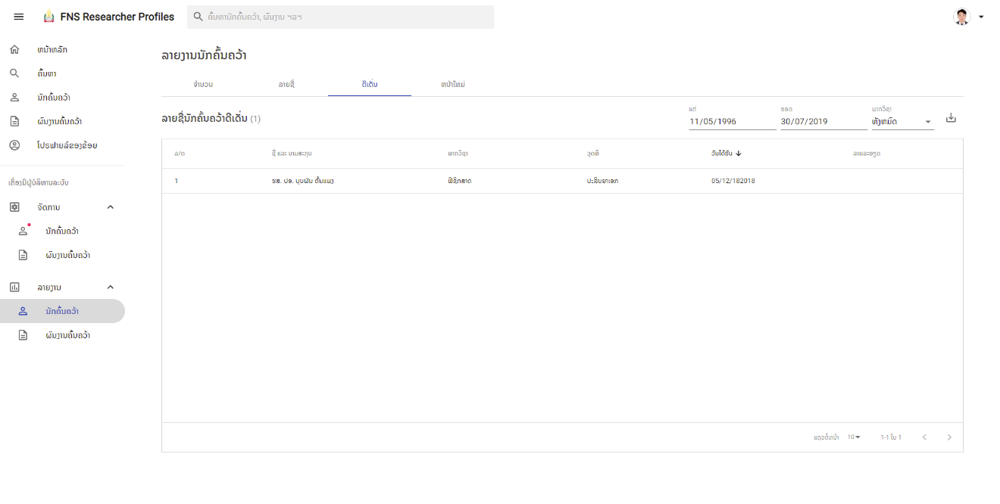 FNS Researcher Profiles
ຄົ້ນຫານັກຄົ້ນຄວ້າ, ຜົນງານ ຯລຯ
ໜ້າຫລັກ
ຄົ້ນຫາ
ນັກຄົ້ນຄວ້າ
ຜົນງານຄົ້ນຄວ້າ
ໂປຣຟາຍລ໌ຂອງຂ້ອຍ
ເຄື່ອງມືຜູ້ບໍລິຫານລະບົບ
ຈັດການ
ນັກຄົ້ນຄວ້າ
ຜົນງານຄົ້ນຄວ້າ
ລາຍງານ
ນັກຄົ້ນຄວ້າ
ຜົນງານຄົ້ນຄວ້າ
ລາຍງານນັກຄົ້ນຄວ້າ
ຈຳນວນ ລາຍຊື່ ດີເດັ່ນ ໜ້າໃໝ່
ລາຍຊື່ນັກຄົ້ນຄວ້າດີເດັ່ນ (1)
ແຕ່ ຮອດ ພາກວິຊາ
11/05/1996 30/07/2019 ທັງຫມົດ
ລ/ດ ຊື່ ແລະ ນາມສະກຸນ ພາກວິຊາ ວຸດທິ ວັນໄດ້ຮັບ ລາຍລະອຽດ
1 ຮສ. ປອ. ບຸນຜັນ ຕົ້ນແພງ ຟີຊິກສາດ ປະລິນຍາເອກ 05/12/182018
ແຖວຕໍ່ໜ້າ 10 1-1 ໃນ 1